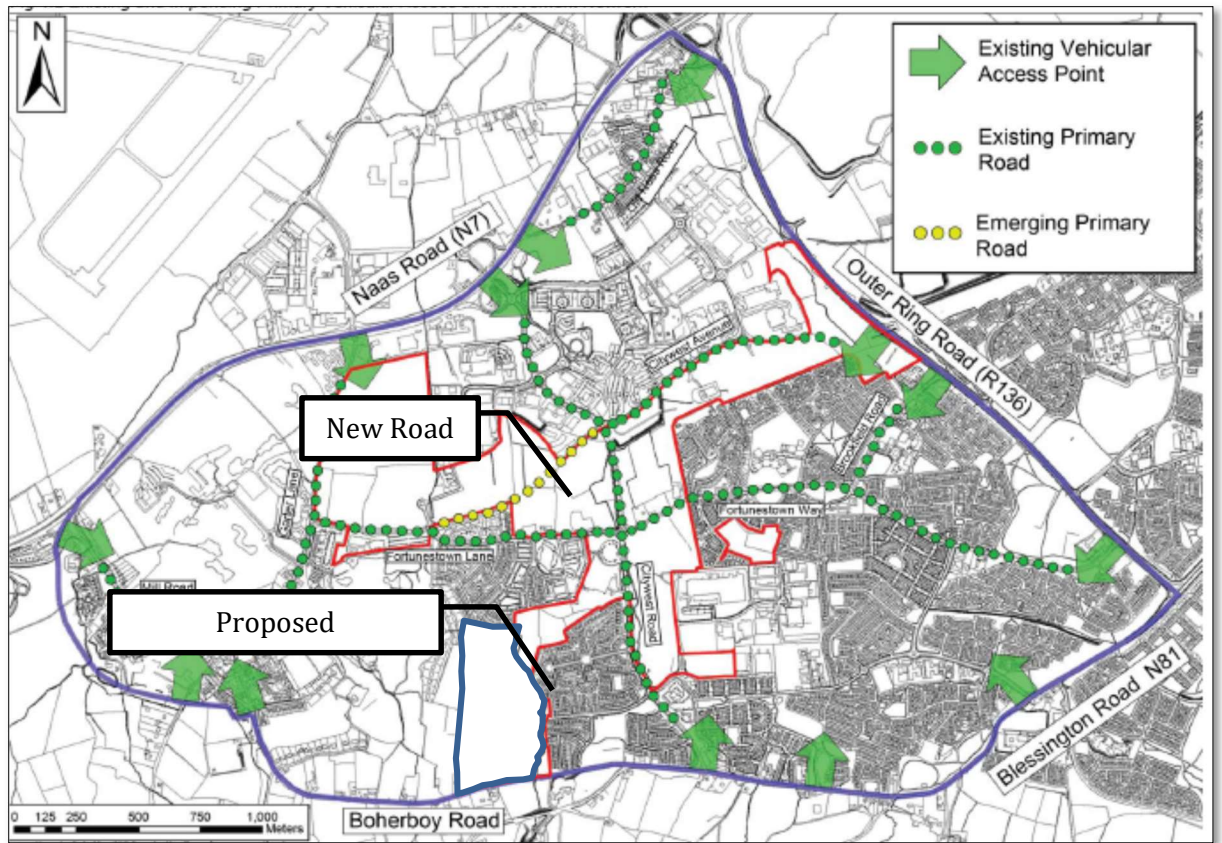 N
Existing Vehicular
Access Point
Existing Primary
Road
Emerging Primary
Road
Naas Road (N7)
Naas Road
Outer Ring Road (R136)
Citywest Avenue
New Road
Fortunestown Way
Fortunestown Lane
Citywest Road
Mill Road
Proposed
Blessington Road N81
Boherboy Road
0 125 250 500 750 1,000
Meters